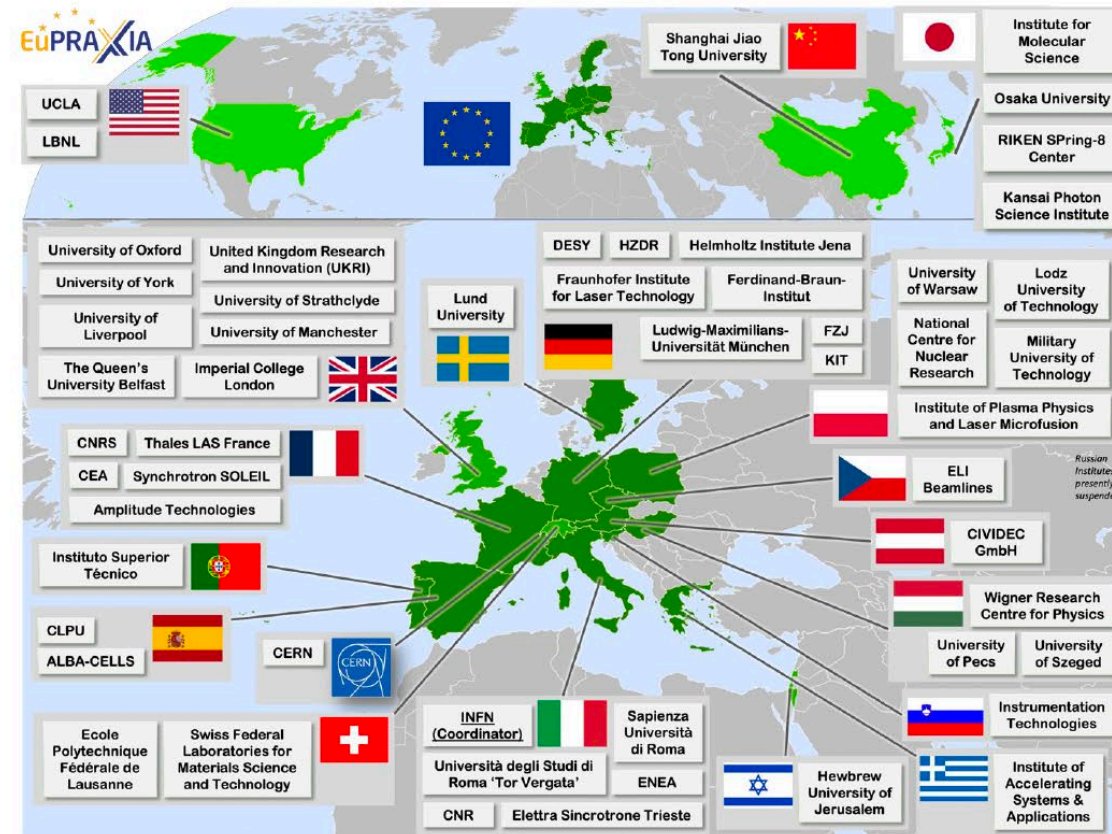 EuPRAXIA
UCLA
LBNL
Shanghai Jiao
Tong University
Institute for
Molecular
Science
Osaka University
RIKEN SPring-8
Center
Kansai Photon
Science Institute
University of Oxford
United Kingdom Research
and Innovation (UKRI)
University of York
University of Strathclyde
University of
Liverpool
University of Manchester
The Queen's
University Belfast
Imperial College
London
Lund
University
DESY
HZDR
Helmholtz Institute Jena
Fraunhofer Institute
for Laser Technology
Ferdinand-Braun-
Institut
Ludwig-Maximilians-
Universität München
FZJ
KIT
University
of Warsaw
Lodz
University
of Technology
National
Centre for
Nuclear
Research
Military
University of
Technology
Institute of Plasma Physics
and Laser Microfusion
CNRS
Thales LAS France
CEA
Synchrotron SOLEIL
Amplitude Technologies
ELI
Beamlines
Russian
Institutes
presently
suspende
CIVIDEC
GmbH
Instituto Superior
Técnico
Wigner Research
Centre for Physics
University
of Pecs
University
of Szeged
CLPU
ALBA-CELLS
CERN
CERN
Instrumentation
Technologies
Ecole
Polytechnique
Fédérale de
Lausanne
Swiss Federal
Laboratories for
Materials Science
and Technology
INFN
(Coordinator)
Sapienza
Università
di Roma
Università degli Studi di
Roma 'Tor Vergata'
ENEA
CNR
Elettra Sincrotrone Trieste
Hewbrew
University of
Jerusalem
Institute of
Accelerating
Systems &
Applications